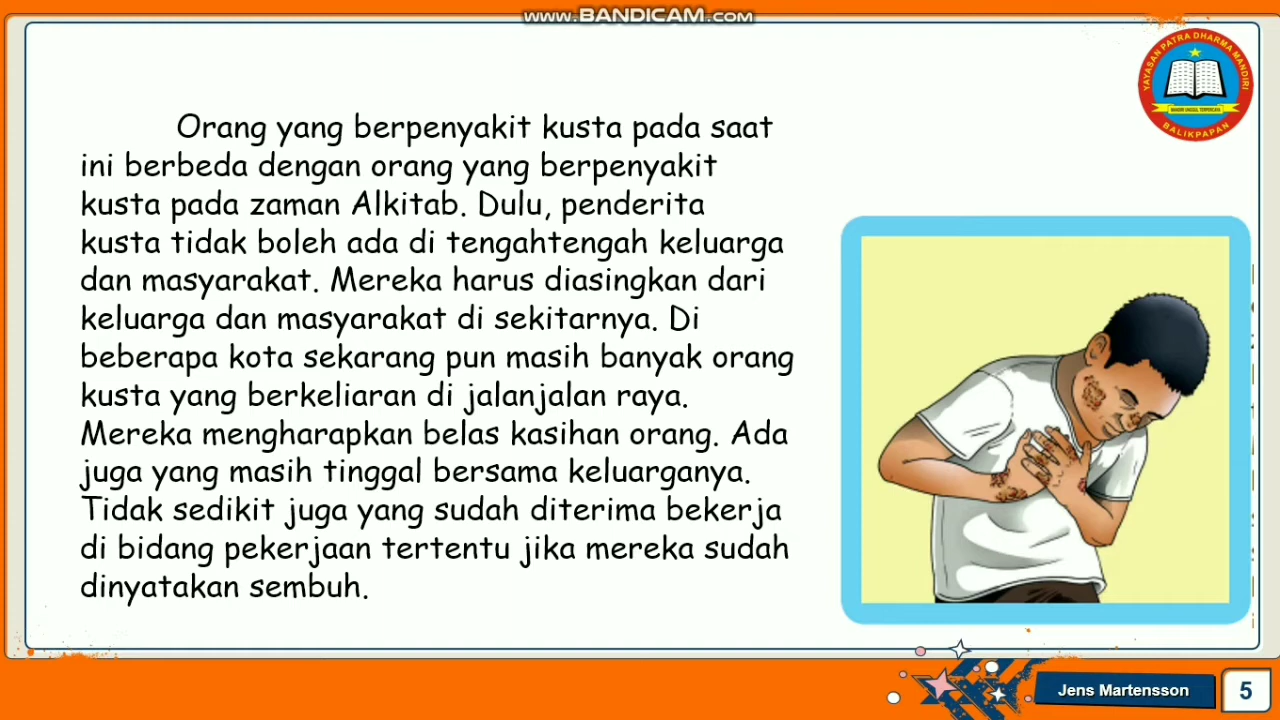 www.BANDICAM.com
YAYASAN PATRA DHARMA MANDIRI
BALIKPAPAN
Orang yang berpenyakit kusta pada saat
ini berbeda dengan orang yang berpenyakit
kusta pada zaman Alkitab. Dulu, penderita
kusta tidak boleh ada di tengahtengah keluarga
dan masyarakat. Mereka harus diasingkan dari
keluarga dan masyarakat di sekitarnya. Di
beberapa kota sekarang pun masih banyak orang
kusta yang berkeliaran di jalanjalan raya.
Mereka mengharapkan belas kasihan orang. Ada
juga yang masih tinggal bersama keluarganya.
Tidak sedikit juga yang sudah diterima bekerja
di bidang pekerjaan tertentu jika mereka sudah
dinyatakan sembuh.
Jens Martensson
5